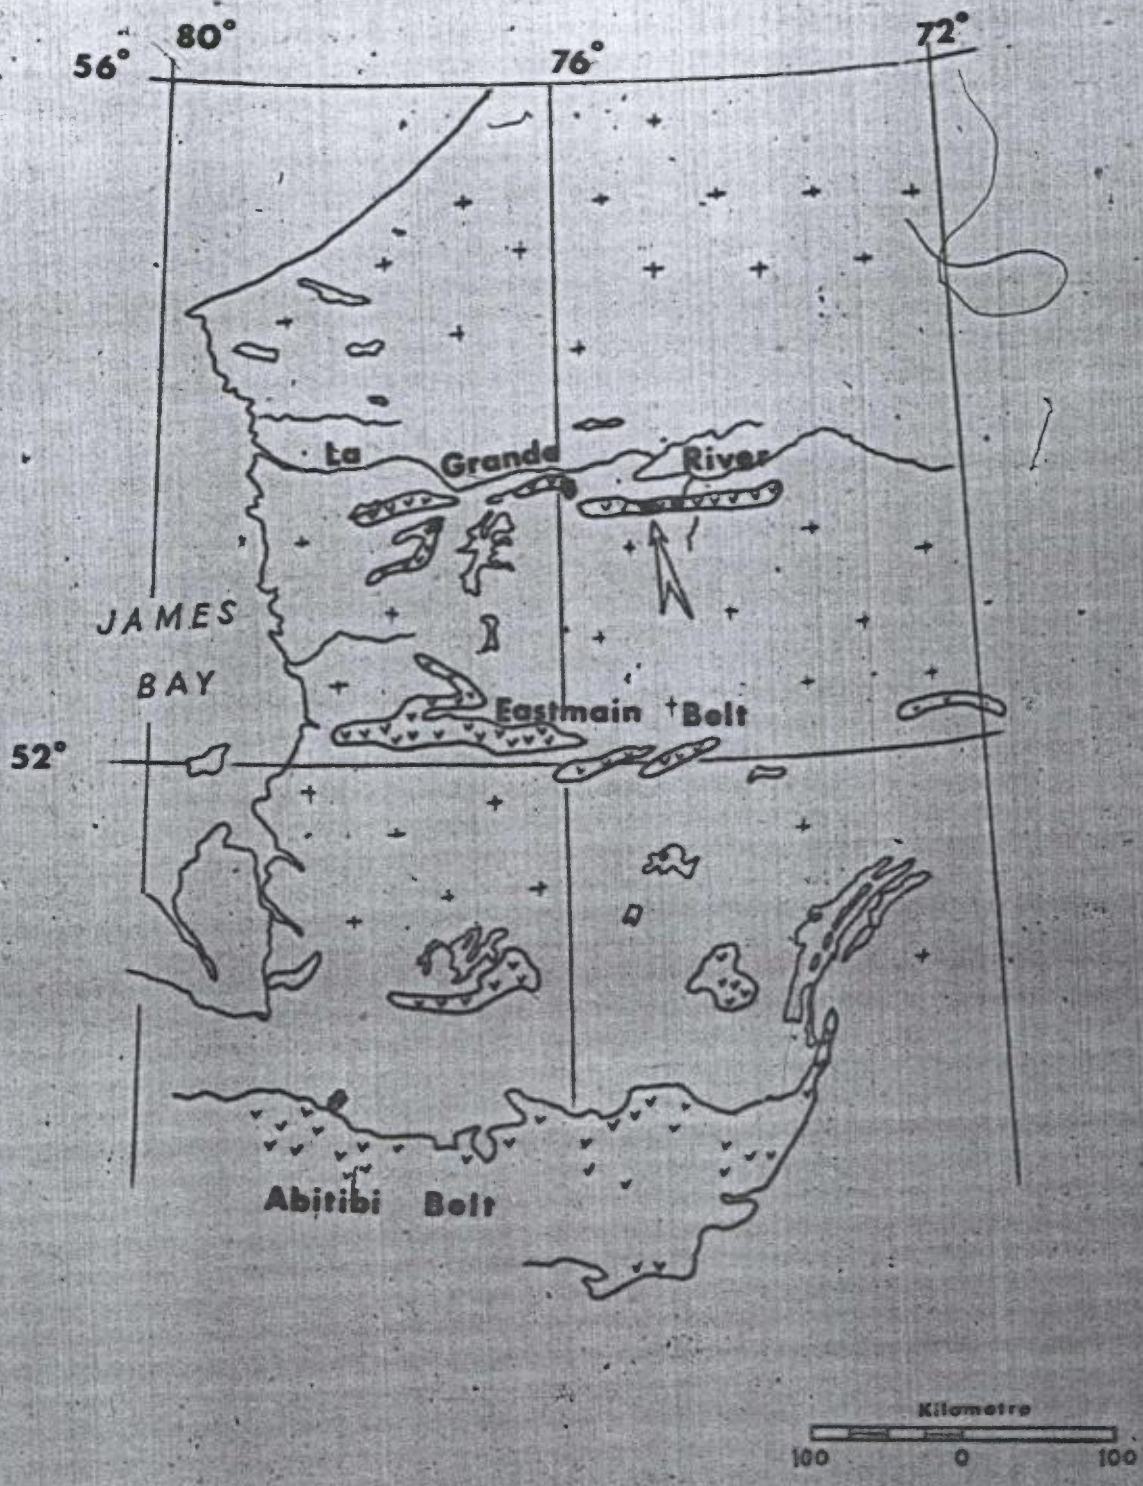 80°
72°
56°
76°
La Grande River
JAMES
BAY
Eastmain Belt
52°
Abitibi Belt
Kilometre
100 0 100